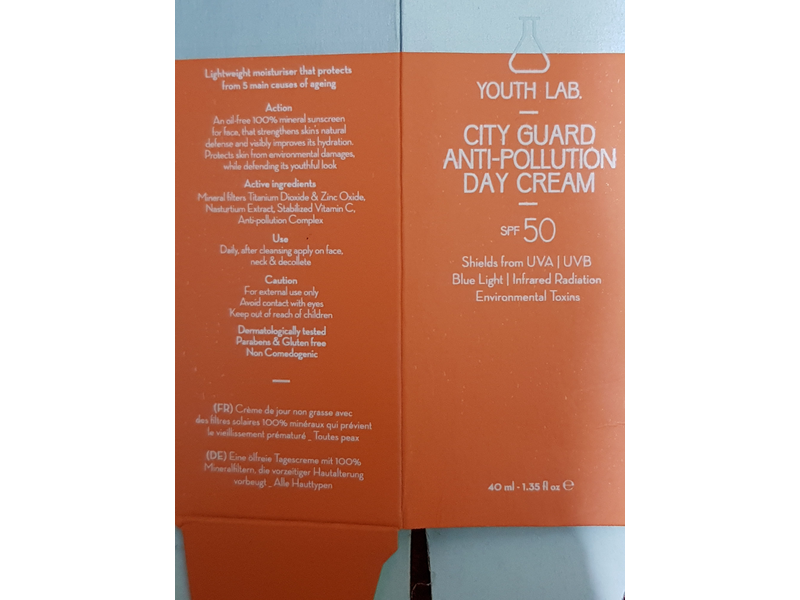 Lightweight moisturiser that protects
from 5 main causes of ageing
Action
An oil-free 100% mineral sunscreen
for face, that strengthens skin's natural
defense and visibly improves its hydration.
Protects skin from environmental damages,
while defending its youthful look
Active ingredients
Mineral filters Titanium Dioxide & Zinc Oxide,
Nasturtium Extract, Stabilized Vitamin C,
Anti-pollution Complex
Use
Daily, after cleansing apply on face,
neck & décolleté
Caution
For external use only
Avoid contact with eyes
Keep out of reach of children
Dermatologically tested
Parabens & Gluten free
Non Comedogenic
(FR) Crème de jour non grasse avec
des filtres solaires 100% minéraux qui prévient
le vieillissement prématuré _ Toutes peax
(DE) Eine ölfreie Tagescreme mit 100%
Mineralfiltern, die vorzeitiger Hautalterung
vorbeugt _ Alle Hauttypen
YOUTH LAB.
CITY GUARD
ANTI-POLLUTION
DAY CREAM
SPF 50
Shields from UVA | UVB
Blue Light | Infrared Radiation
Environmental Toxins
40 ml - 1.35 fl oz ℮